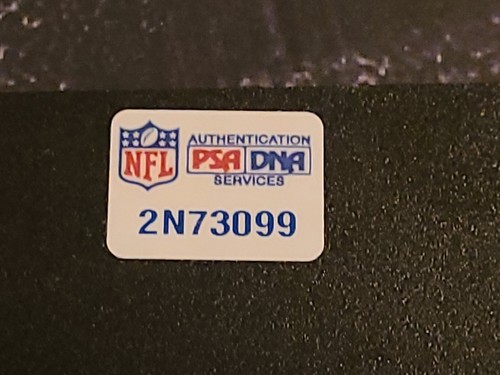 NFL
AUTHENTICATION
PSA DNA
SERVICES
2N73099